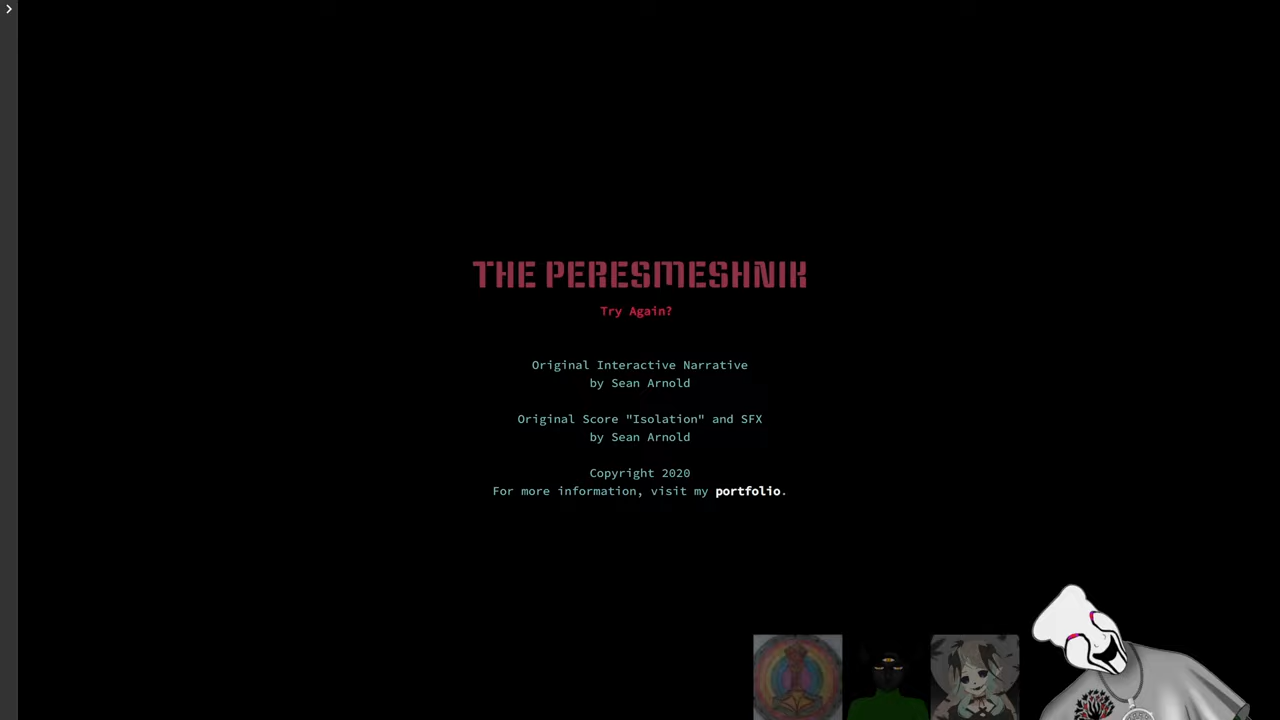 THE PERESMESHNIK
Try Again?
Original Interactive Narrative
by Sean Arnold
Original Score "Isolation" and SFX
by Sean Arnold
Copyright 2020
For more information, visit my portfolio.